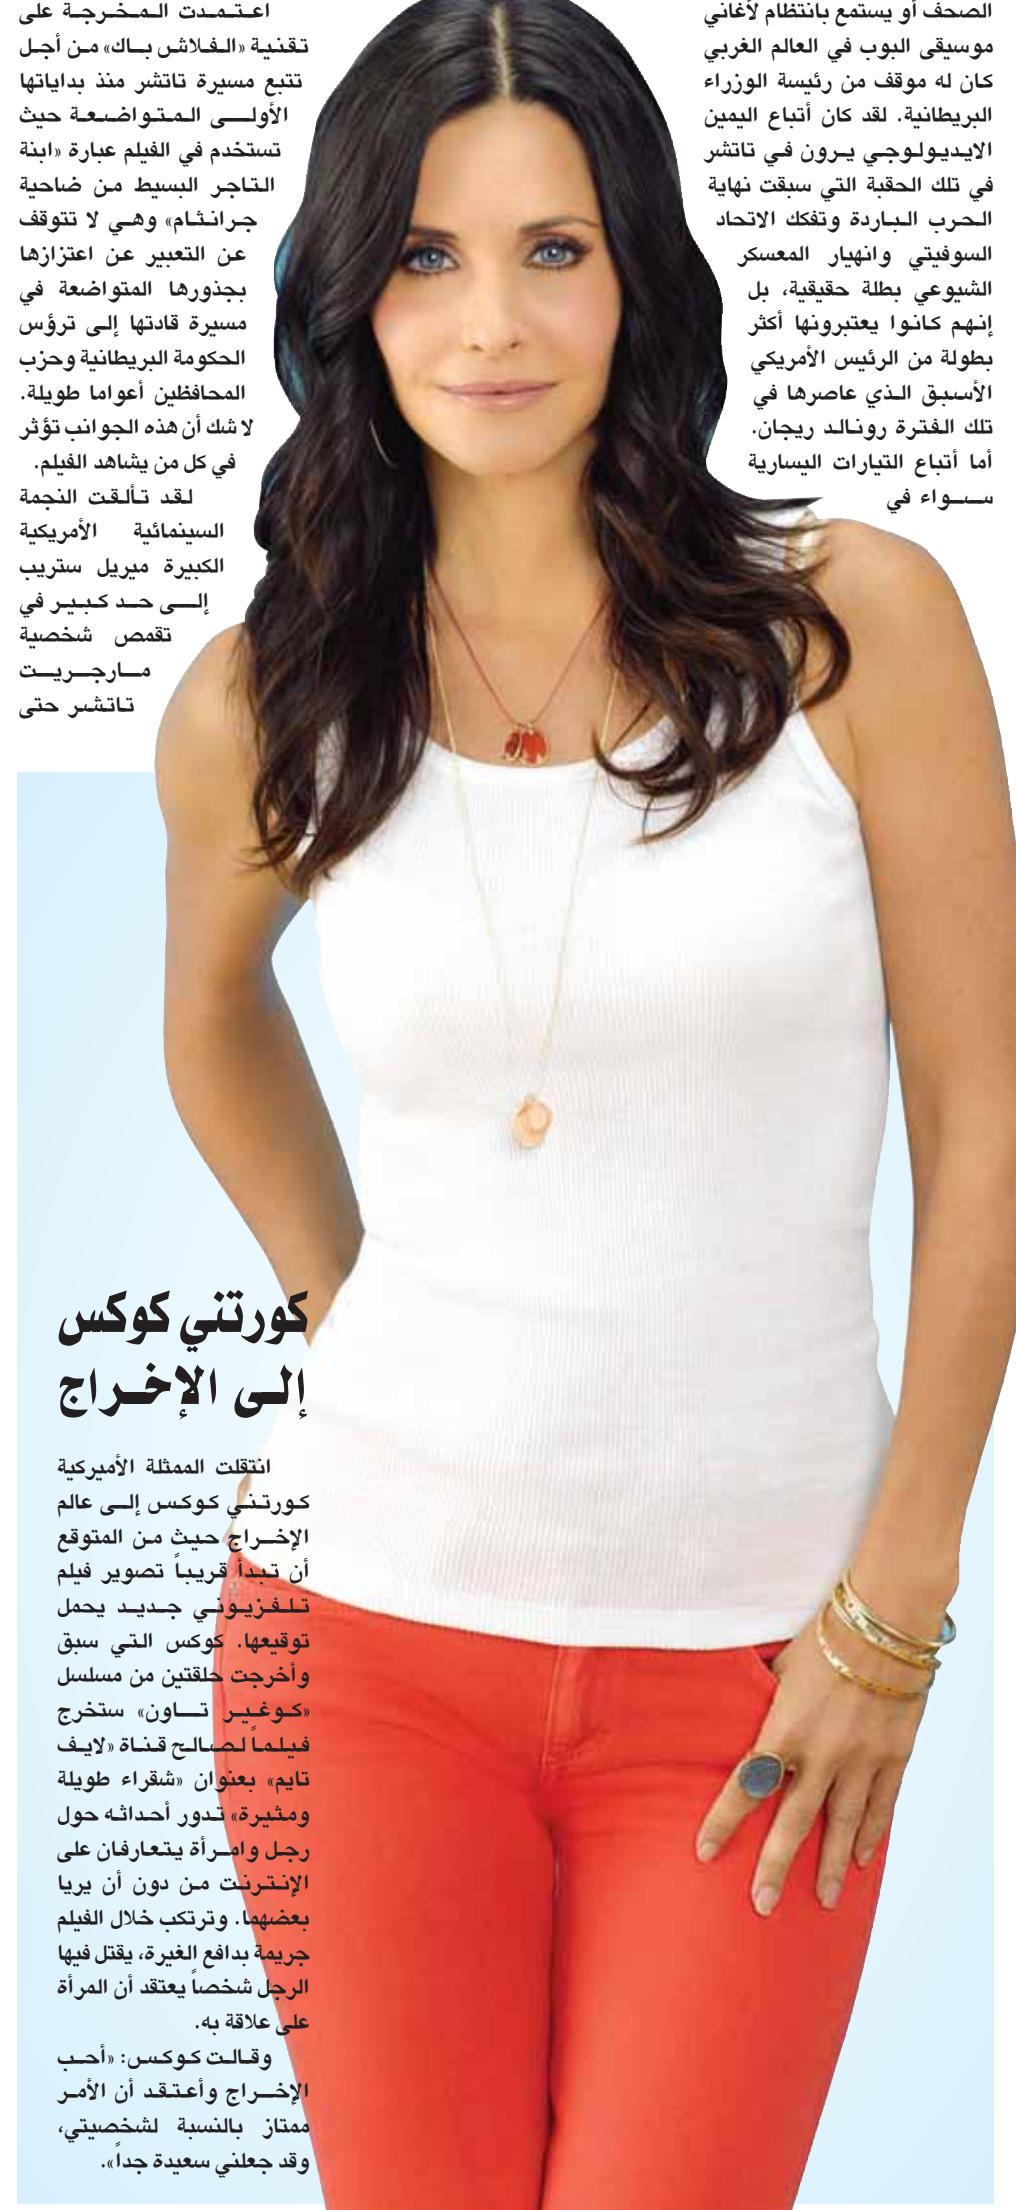 الصحف أو يستمع بانتظام لأغاني
موسيقى البوب في العالم الغربي
كان له موقف من رئيسة الوزراء
البريطانية. لقد كان أتباع اليمين
الايديولوجي يرون في تاتشر
في تلك الحقبة التي سبقت نهاية
الحرب الباردة وتفكك الاتحاد
السوفيتي وانهيار المعسكر
الشيوعي بطلة حقيقية، بل
إنهم كانوا يعتبرونها أكثر
بطولة من الرئيس الأمريكي
الأسبق الذي عاصرها في
تلك الفترة رونالد ريجان.
أما أتباع التيارات اليسارية
سواء في
اعتمدت المخرجة على
تقنية «الفلاش باك» من أجل
تتبع مسيرة تاتشر منذ بداياتها
الأولى المتواضعة حيث
تستخدم في الفيلم عبارة «ابنة
التاجر البسيط من ضاحية
جرانثام» وهي لا تتوقف
عن التعبير عن اعتزازها
بجذورها المتواضعة في
مسيرة قادتها إلى ترؤس
الحكومة البريطانية وحزب
المحافظين أعواما طويلة.
لا شك أن هذه الجوانب تؤثر
في كل من يشاهد الفيلم.
لقد تألقت النجمة
السينمائية الأمريكية
الكبيرة ميريل ستريب
إلى حد كبير في
تقمص شخصية
مارجريت
تاتشر حتى
كورتني كوكس
إلى الإخراج
انتقلت الممثلة الأميركية
كورتني كوكس إلى عالم
الإخراج حيث من المتوقع
أن تبدأ قريباً تصوير فيلم
تلفزيوني جديد يحمل
توقيعها. كوكس التي سبق
وأخرجت حلقتين من مسلسل
«كوغير تاون» ستخرج
فيلماً لصالح قناة «لايف
تايم» بعنوان «شقراء طويلة
ومثيرة» تدور أحداثه حول
رجل وامرأة يتعارفان على
الإنترنت من دون أن يريا
بعضهما. وترتكب خلال الفيلم
جريمة بدافع الغيرة، يقتل فيها
الرجل شخصاً يعتقد أن المرأة
على علاقة به.
وقالت كوكس: «أحب
الإخراج وأعتقد أن الأمر
ممتاز بالنسبة لشخصيتي،
وقد جعلني سعيدة جداً».